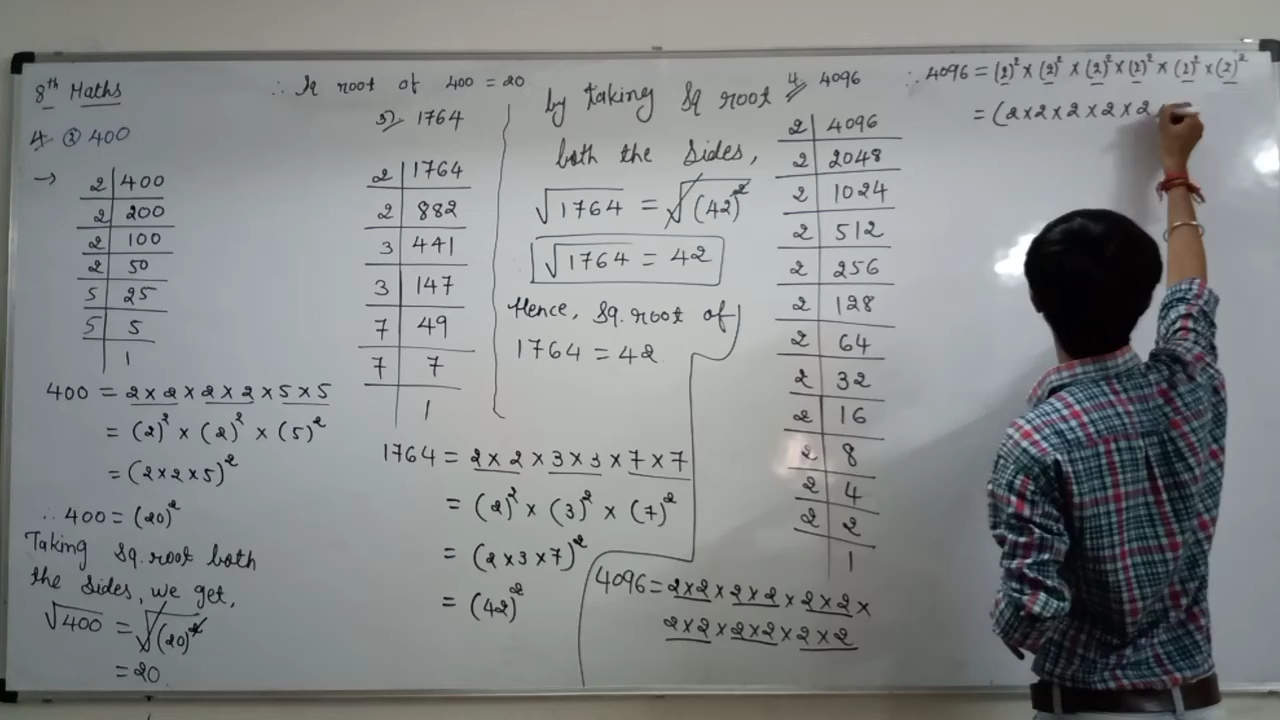 8th Maths
4. ③ 400
→
2 | 400
2 | 200
2 | 100
2 | 50
5 | 25
5 | 5
| 1
400 = 2 × 2 × 2 × 2 × 5 × 5
= (2)² × (2)² × (5)²
= (2×2×5)²
∴ 400 = (20)²
Taking Sq. root both
the sides, we get,
√400 = √(20)²
= 20
∴ Sq root of 400 = 20
3) 1764
2 | 1764
2 | 882
3 | 441
3 | 147
7 | 49
7 | 7
| 1
1764 = 2 × 2 × 3 × 3 × 7 × 7
= (2)² × (3)² × (7)²
= (2×3×7)²
= (42)²
by taking Sq root
both the Sides,
√1764 = √(42)²
√1764 = 42
Hence, Sq. root of
1764 = 42
4. 4096
2 | 4096
2 | 2048
2 | 1024
2 | 512
2 | 256
2 | 128
2 | 64
2 | 32
2 | 16
2 | 8
2 | 4
2 | 2
| 1
4096 = 2×2 × 2×2 × 2×2 ×
2×2 × 2×2 × 2×2
∴ 4096 = (2)² × (2)² × (2)² × (2)² × (2)² × (2)²
= (2×2×2×2×2